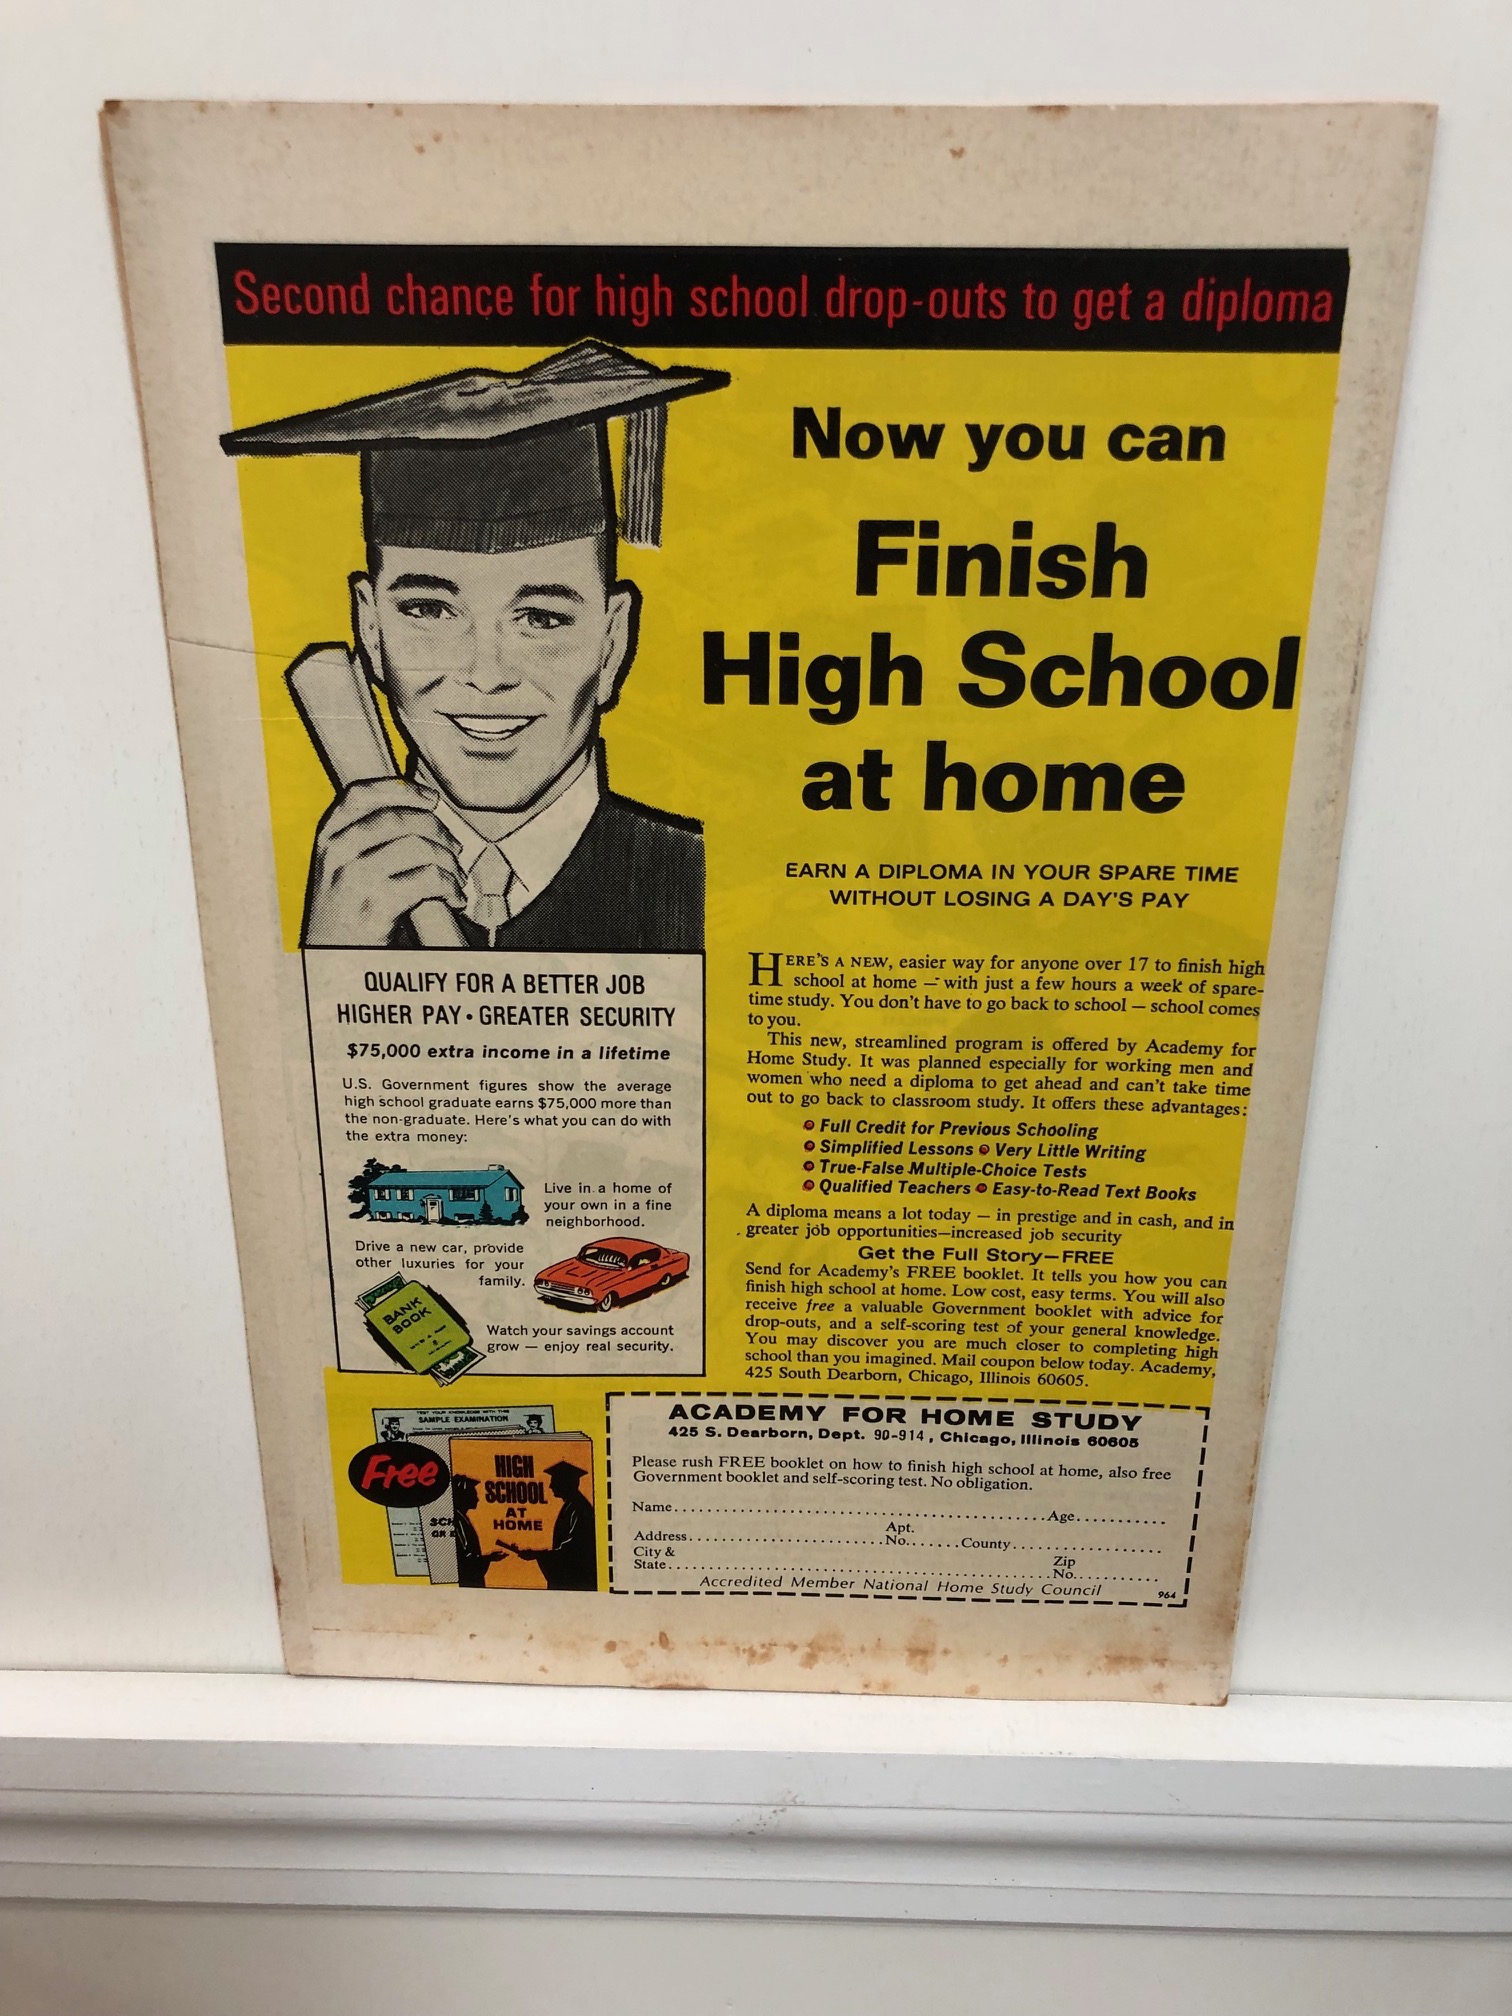 Second chance for high school drop-outs to get a diploma
Now you can
Finish
High School
at home
EARN A DIPLOMA IN YOUR SPARE TIME
WITHOUT LOSING A DAY'S PAY
QUALIFY FOR A BETTER JOB
HIGHER PAY • GREATER SECURITY
$75,000 extra income in a lifetime
U.S. Government figures show the average
high school graduate earns $75,000 more than
the non-graduate. Here's what you can do with
the extra money:
Live in a home of
your own in a fine
neighborhood.
Drive a new car, provide
other luxuries for your
family.
BANK
BOOK
Watch your savings account
grow — enjoy real security.
HERE'S A NEW, easier way for anyone over 17 to finish high
school at home — with just a few hours a week of spare-
time study. You don't have to go back to school — school comes
to you.
This new, streamlined program is offered by Academy for
Home Study. It was planned especially for working men and
women who need a diploma to get ahead and can't take time
out to go back to classroom study. It offers these advantages:
• Full Credit for Previous Schooling
• Simplified Lessons • Very Little Writing
• True-False Multiple-Choice Tests
• Qualified Teachers • Easy-to-Read Text Books
A diploma means a lot today — in prestige and in cash, and in
greater job opportunities—increased job security
Get the Full Story—FREE
Send for Academy's FREE booklet. It tells you how you can
finish high school at home. Low cost, easy terms. You will also
receive free a valuable Government booklet with advice for
drop-outs, and a self-scoring test of your general knowledge.
You may discover you are much closer to completing high
school than you imagined. Mail coupon below today. Academy,
425 South Dearborn, Chicago, Illinois 60605.
TEST YOUR KNOWLEDGE WITH THIS
SAMPLE EXAMINATION
Free
SCH
OR
HIGH
SCHOOL
AT
HOME
ACADEMY FOR HOME STUDY
425 S. Dearborn, Dept. 90-914, Chicago, Illinois 60605
Please rush FREE booklet on how to finish high school at home, also free
Government booklet and self-scoring test. No obligation.
Name..................................................Age...........
Apt.
Address..........................No.......County....................
City &
Zip
State..................................................No...........
Accredited Member National Home Study Council
964